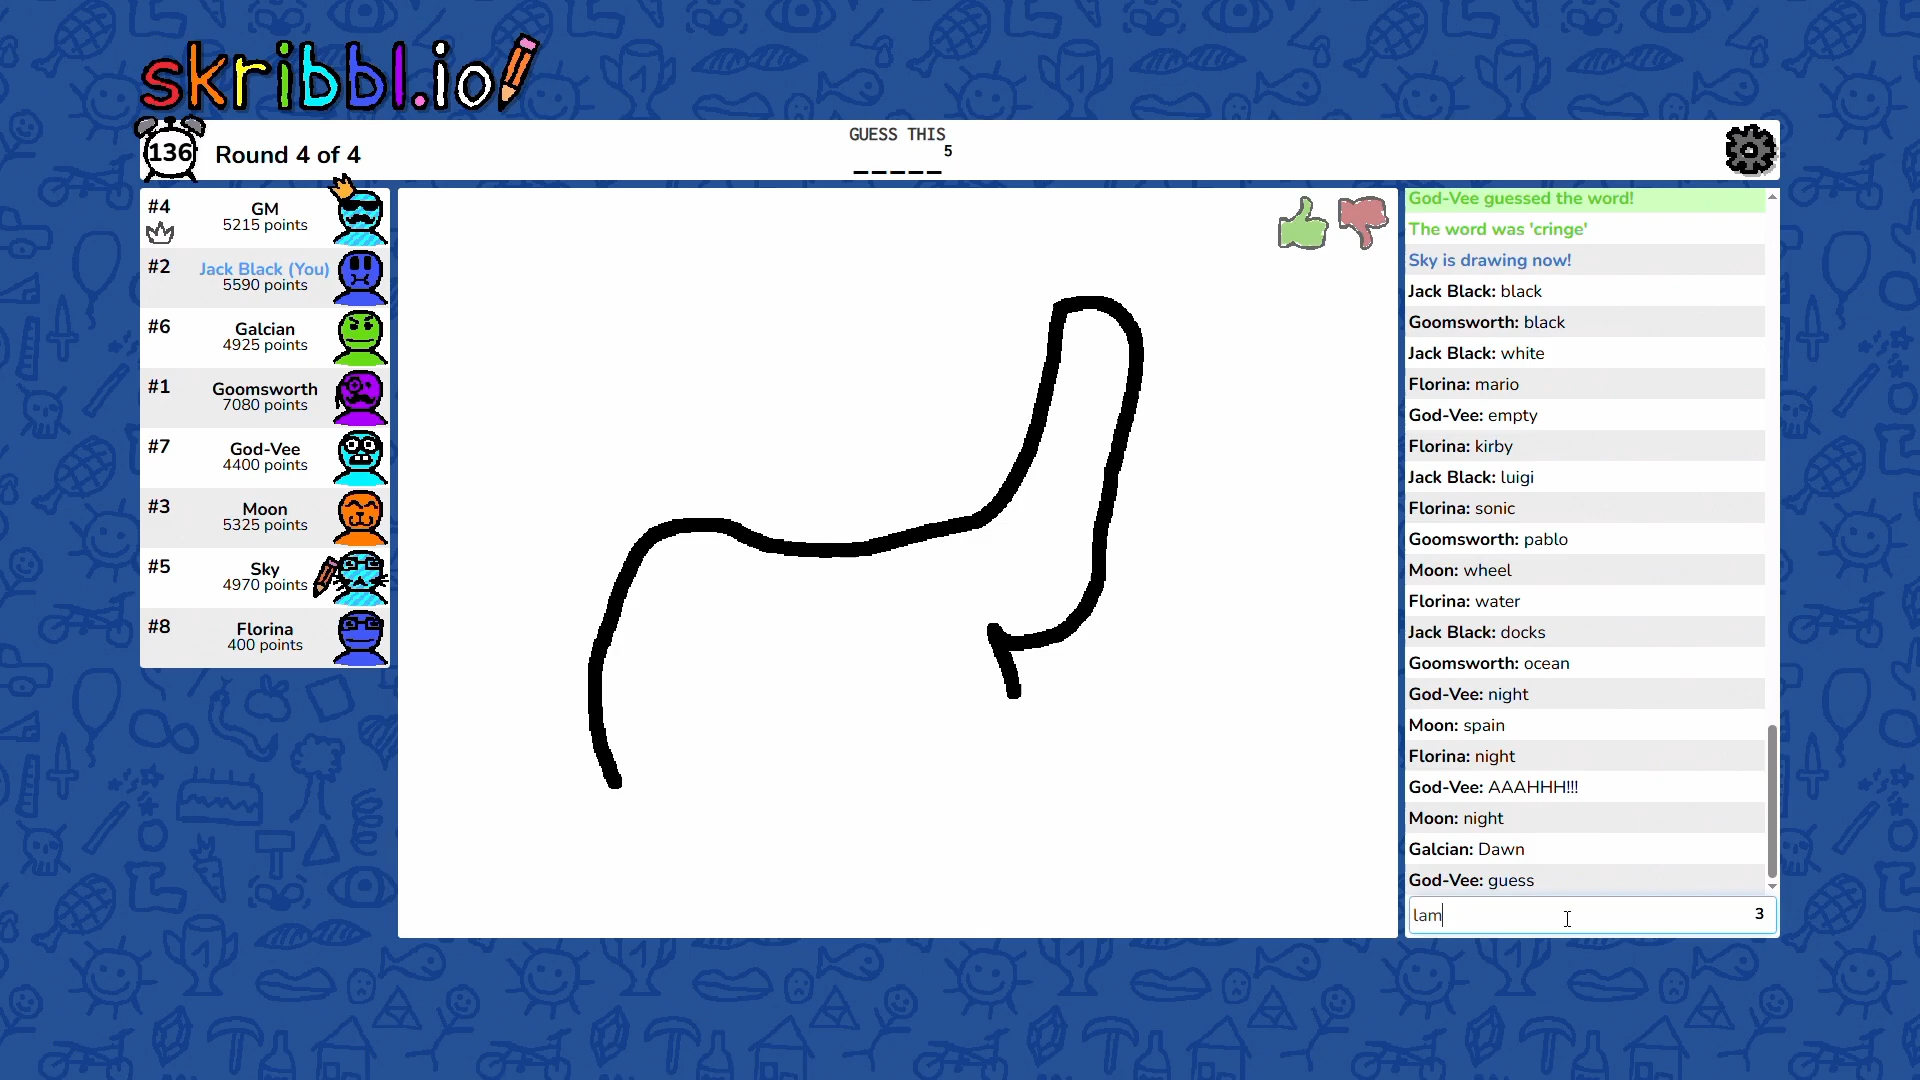 skribbl.io
136
Round 4 of 4
GUESS THIS
5
_____
#4
GM
5215 points
#2
Jack Black (You)
5590 points
#6
Galcian
4925 points
#1
Goomsworth
7080 points
#7
God-Vee
4400 points
#3
Moon
5325 points
#5
Sky
4970 points
#8
Florina
400 points
God-Vee guessed the word!
The word was 'cringe'
Sky is drawing now!
Jack Black: black
Goomsworth: black
Jack Black: white
Florina: mario
God-Vee: empty
Florina: kirby
Jack Black: luigi
Florina: sonic
Goomsworth: pablo
Moon: wheel
Florina: water
Jack Black: docks
Goomsworth: ocean
God-Vee: night
Moon: spain
Florina: night
God-Vee: AAAHHH!!!
Moon: night
Galcian: Dawn
God-Vee: guess
lam
3